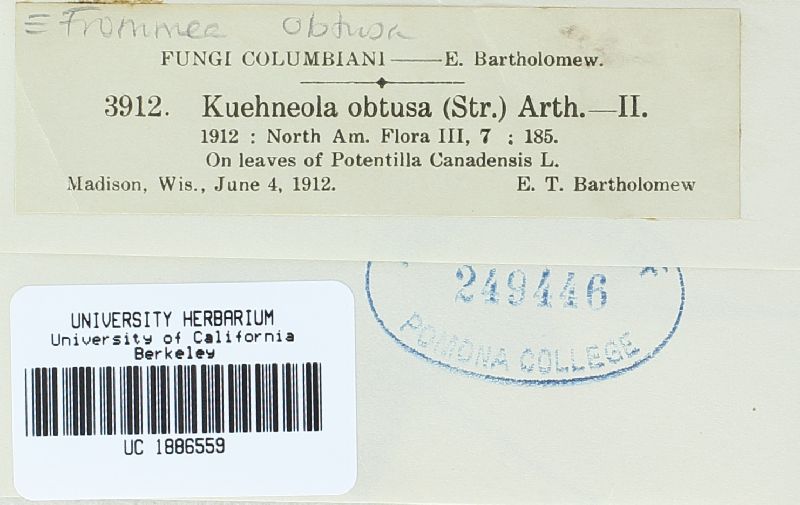 = Frommea obtusa
FUNGI COLUMBIANI — E. Bartholomew.
3912. Kuehneola obtusa (Str.) Arth.—II.
1912 : North Am. Flora III, 7 : 185.
On leaves of Potentilla Canadensis L.
Madison, Wis., June 4, 1912. E. T. Bartholomew
249446
POMONA COLLEGE
UNIVERSITY HERBARIUM
University of California
Berkeley
UC 1886559